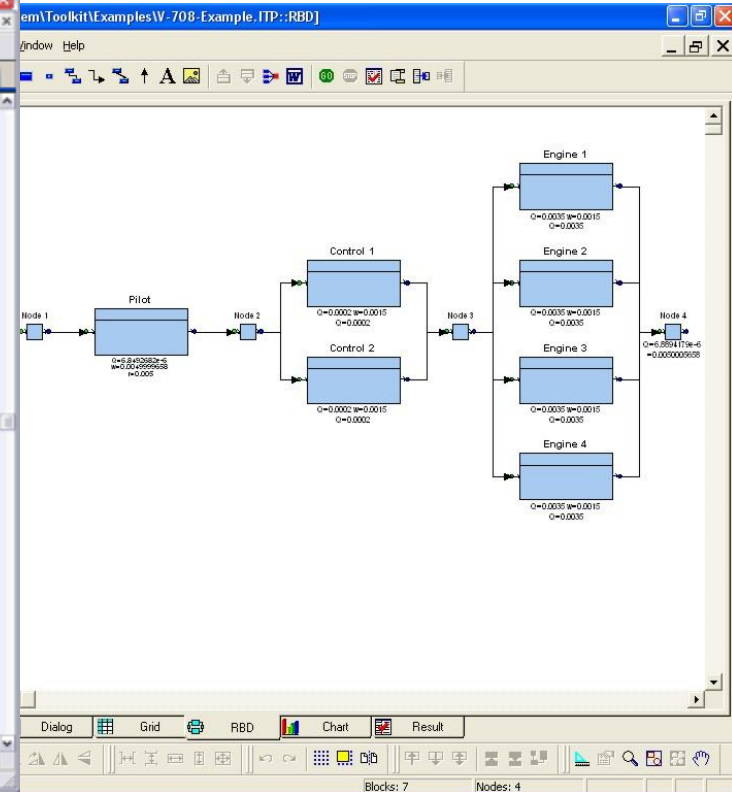 em\Toolkit\Examples\V-708-Example.ITP::RBD]
Window Help
A
W
GO
STOP
Engine 1
Q=0.0035 w=0.0015
Q=0.0035
Engine 2
Q=0.0035 w=0.0015
Q=0.0035
Control 1
Q=0.0002 w=0.0015
Q=0.0002
Node 1
Pilot
Q=6.8492682e-6
w=0.0049999658
r=0.005
Node 2
Node 3
Node 4
Q=6.8894179e-6
=0.0050005658
Control 2
Q=0.0002 w=0.0015
Q=0.0002
Engine 3
Q=0.0035 w=0.0015
Q=0.0035
Engine 4
Q=0.0035 w=0.0015
Q=0.0035
Dialog Grid RBD Chart Result
Blocks: 7 Nodes: 4